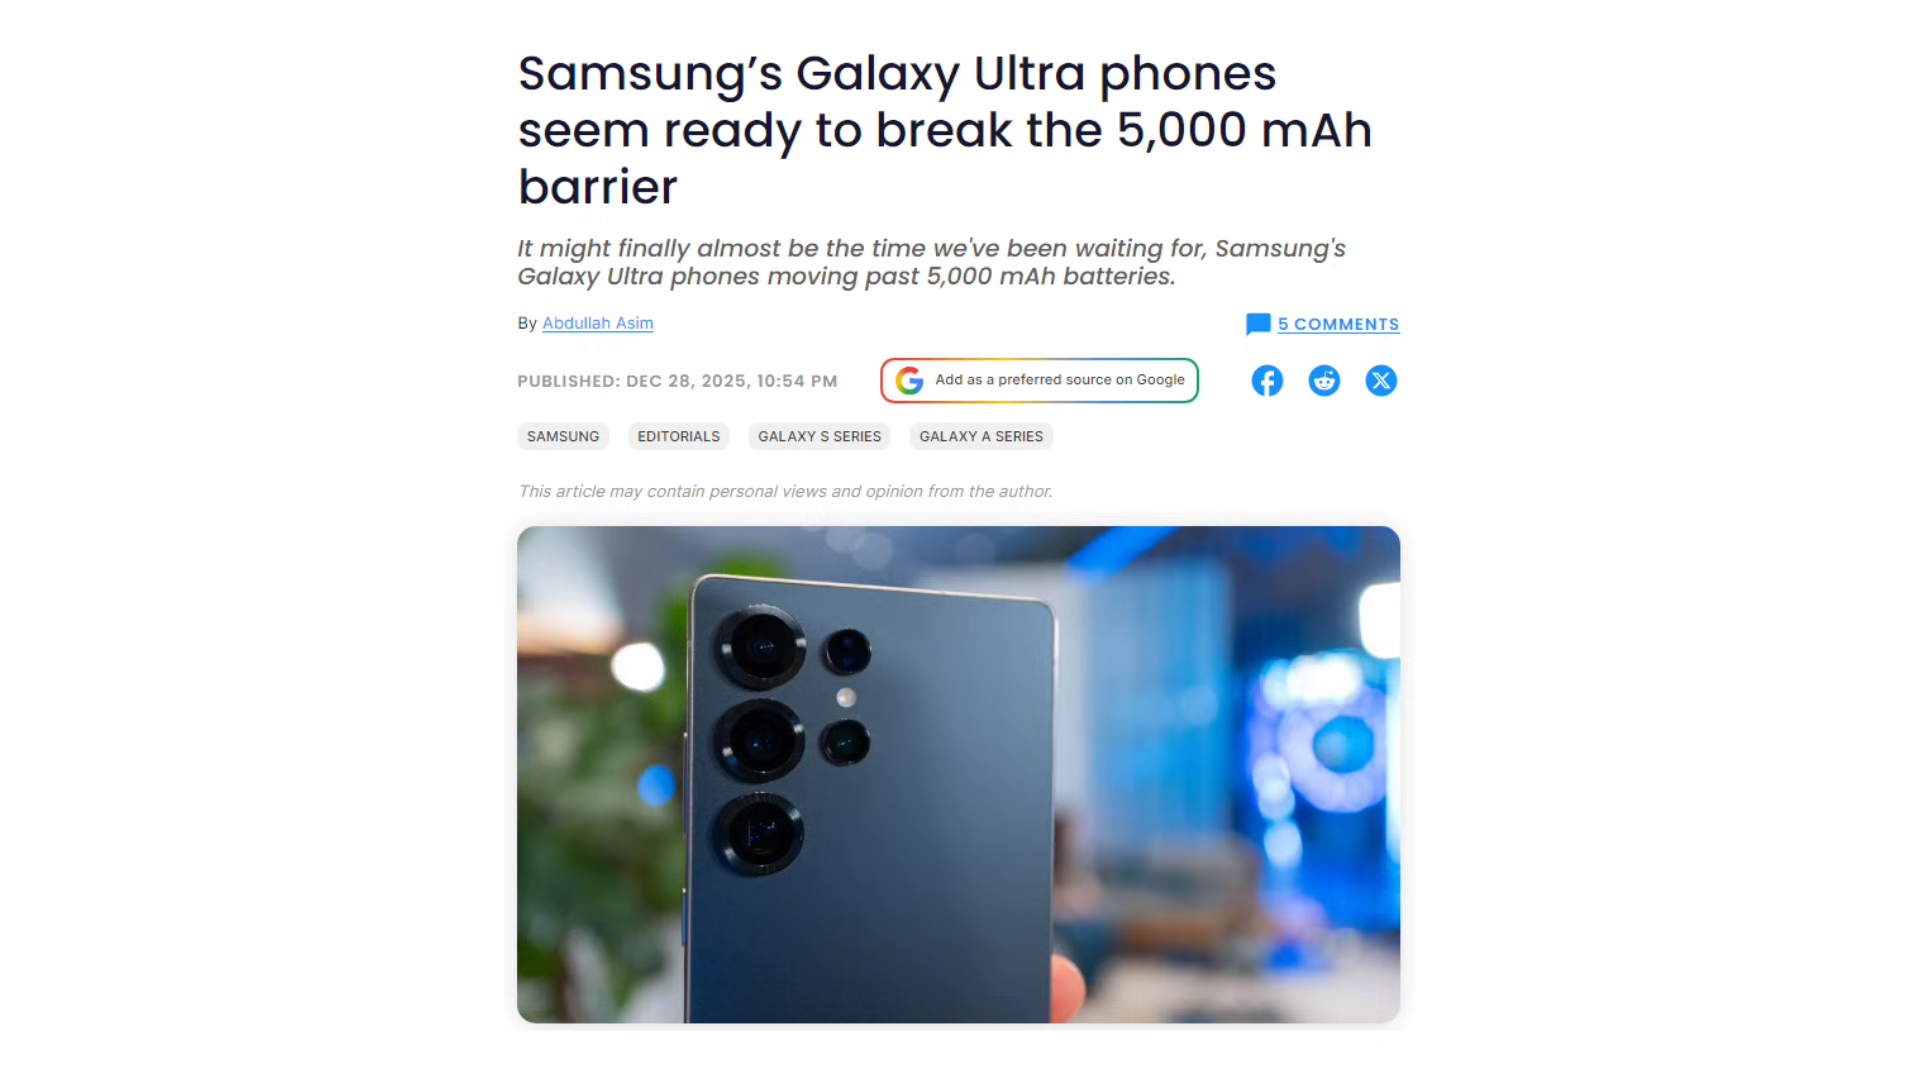 Samsung’s Galaxy Ultra phones
seem ready to break the 5,000 mAh
barrier
It might finally almost be the time we've been waiting for, Samsung's
Galaxy Ultra phones moving past 5,000 mAh batteries.
By Abdullah Asim
5 COMMENTS
PUBLISHED: DEC 28, 2025, 10:54 PM
Add as a preferred source on Google
SAMSUNG EDITORIALS GALAXY S SERIES GALAXY A SERIES
This article may contain personal views and opinion from the author.